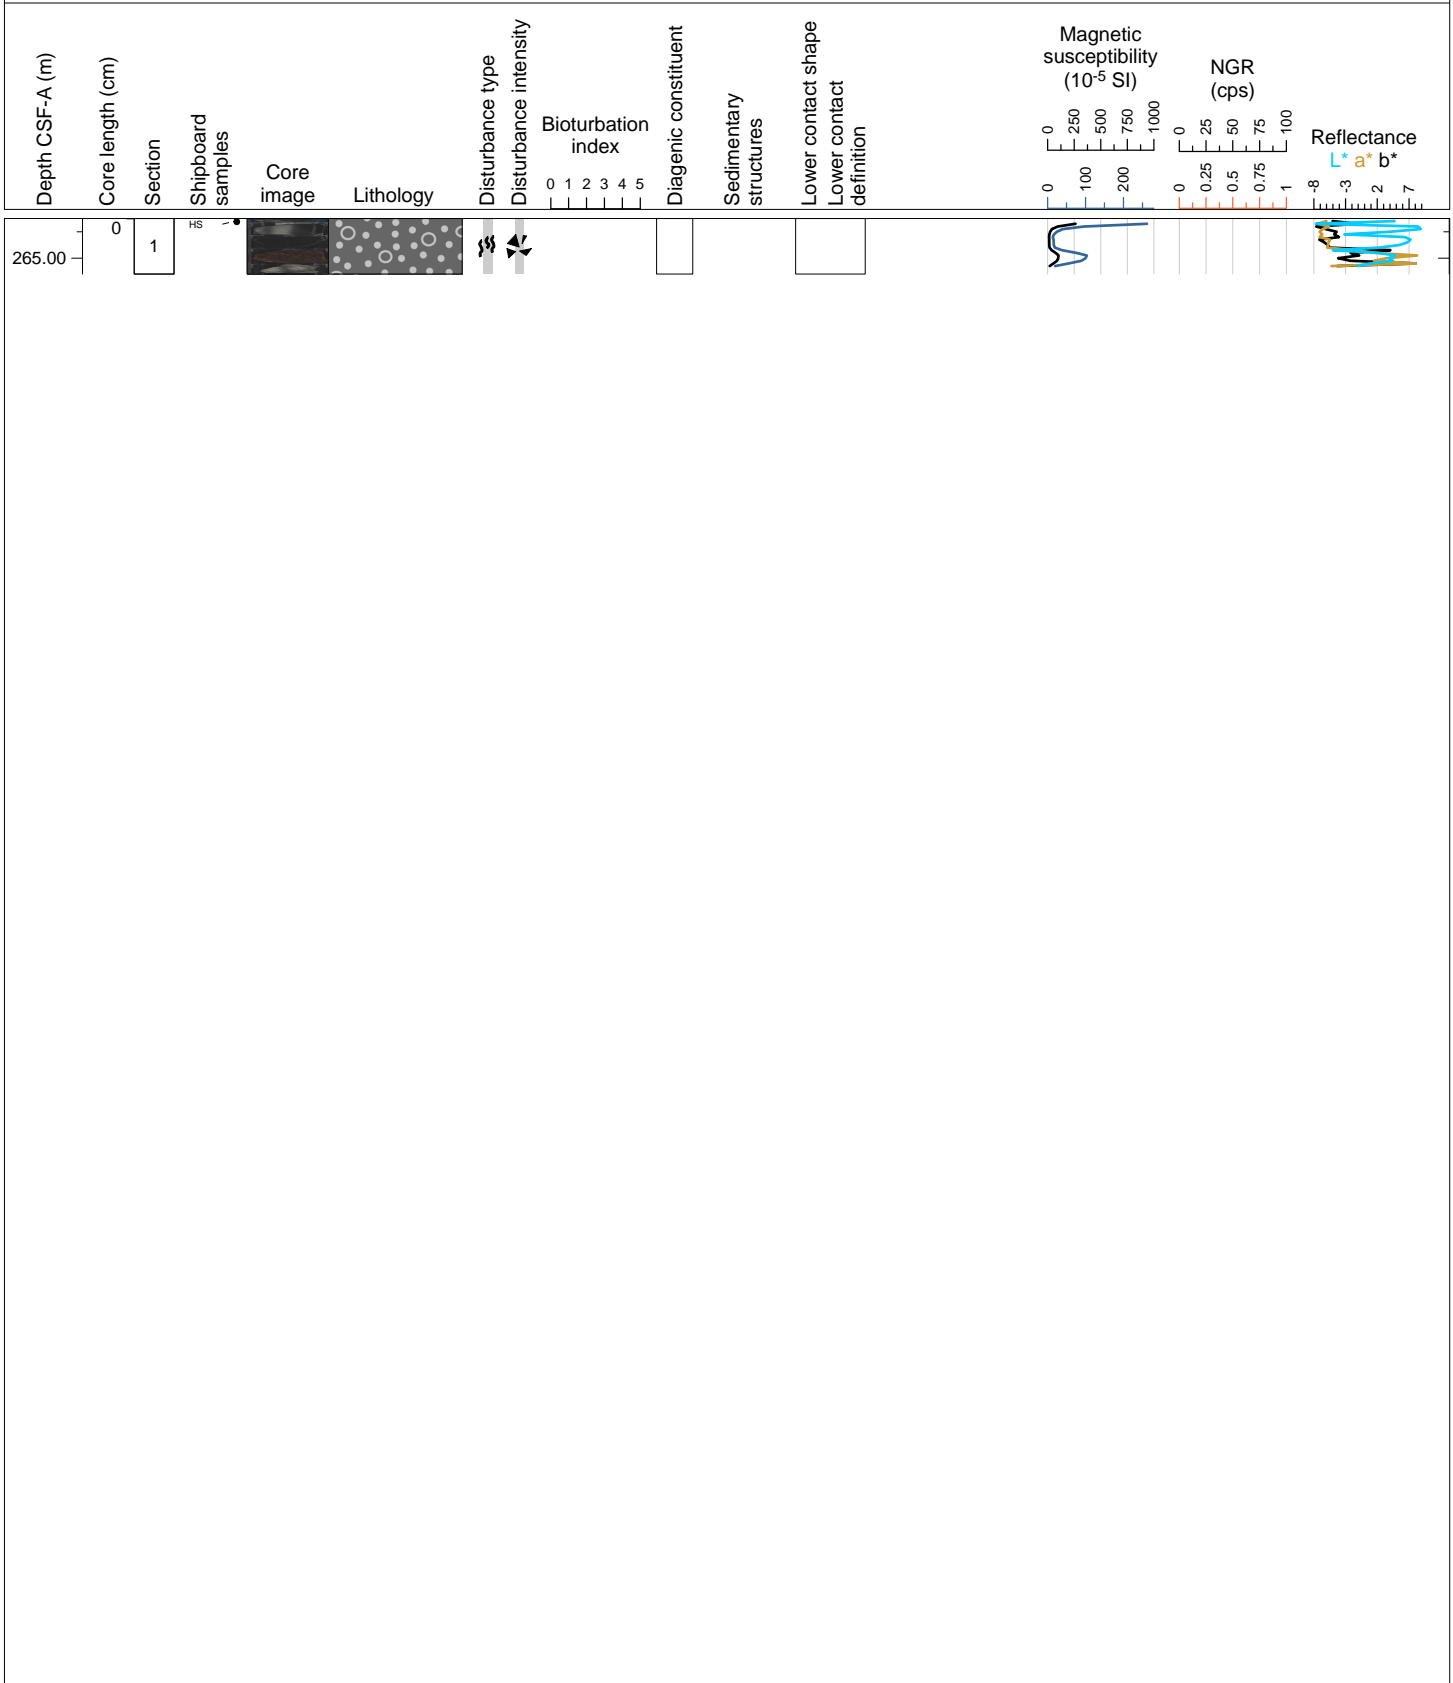 Depth CSF-A (m)
Core length (cm)
Section
Shipboard
samples
Core
image
Lithology
Disturbance type
Disturbance intensity
Bioturbation
index
0 1 2 3 4 5
Diagenic constituent
Sedimentary
structures
Lower contact shape
Lower contact
definition
Magnetic
susceptibility
(10-5 SI)
0 250 500 750 1000
0 100 200
NGR
(cps)
0 25 50 75 100
0 0.25 0.5 0.75 1
Reflectance
L* a* b*
-8 -3 2 7
0
1
HS
265.00